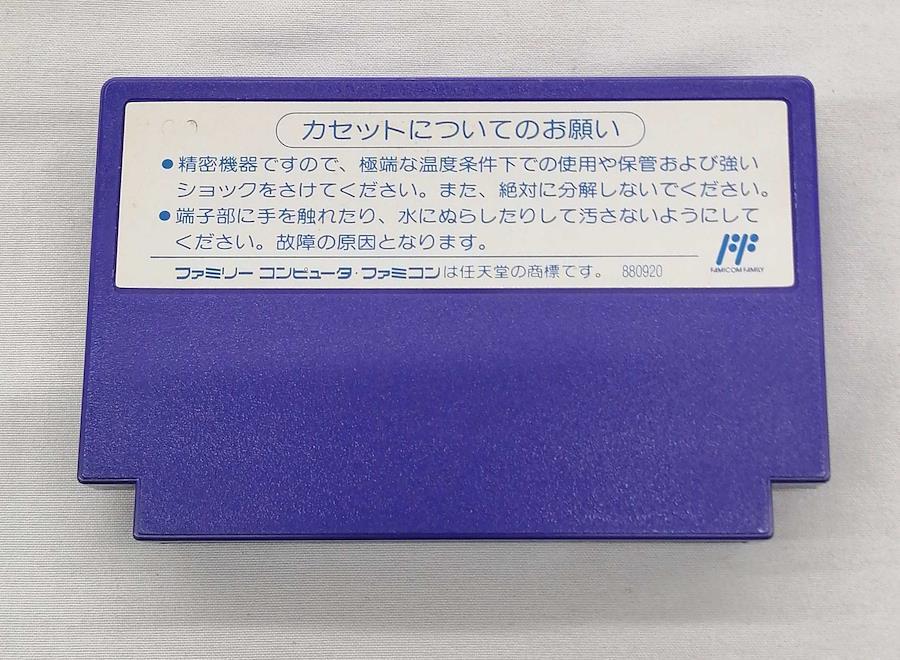 カセットについてのお願い
●精密機器ですので、極端な温度条件下での使用や保管および強い
ショックをさけてください。また、絶対に分解しないでください。
●端子部に手を触れたり、水にぬらしたりして汚さないようにして
ください。故障の原因となります。
FAMICOM FAMILY
ファミリー コンピュータ・ファミコンは任天堂の商標です。 880920